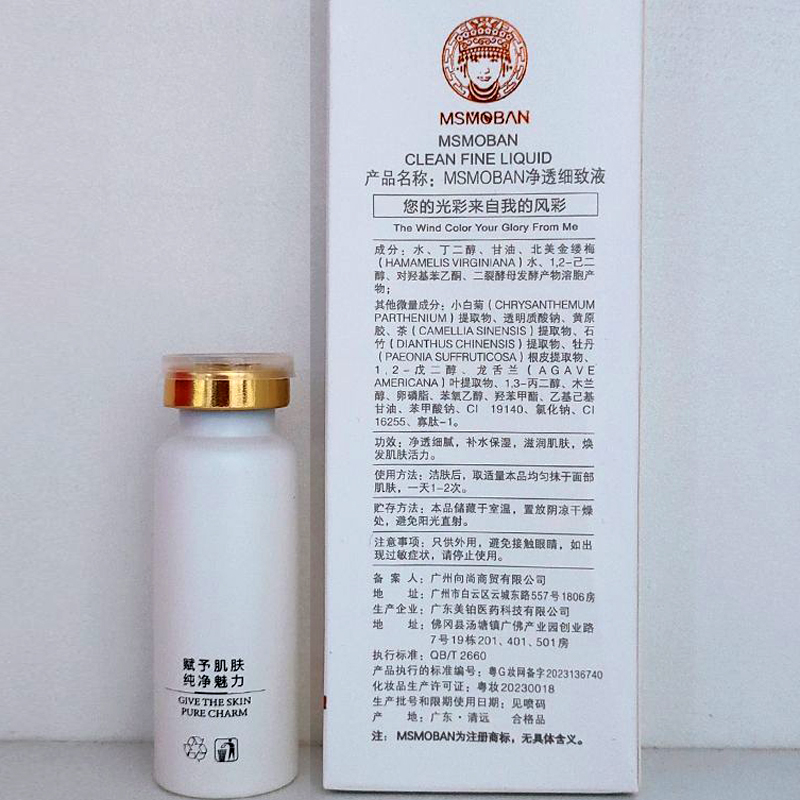 MSMOBAN
MSMOBAN
CLEAN FINE LIQUID
产品名称：MSMOBAN净透细致液
您的光彩来自我的风彩
The Wind Color Your Glory From Me
成分：水、丁二醇、甘油、北美金缕梅
（HAMAMELIS VIRGINIANA）水、1,2-己二
醇、对羟基苯乙酮、二裂酵母发酵产物溶胞产
物；
其他微量成分：小白菊（CHRYSANTHEMUM
PARTHENIUM）提取物、透明质酸钠、黄原
胶、茶（CAMELLIA SINENSIS）提取物、石
竹（DIANTHUS CHINENSIS）提取物、牡丹
（PAEONIA SUFFRUTICOSA）根皮提取物、
1,2-戊二醇、龙舌兰（AGAVE
AMERICANA）叶提取物、1,3-丙二醇、木兰
醇、卵磷脂、苯氧乙醇、羟苯甲酯、乙基己基
甘油、苯甲酸钠、CI 19140、氯化钠、CI
16255、寡肽-1。
功效：净透细腻，补水保湿，滋润肌肤，焕
发肌肤活力。
使用方法：洁肤后，取适量本品均匀抹于面部
肌肤，一天1-2次。
贮存方法：本品储藏于室温，置放阴凉干燥
处，避免阳光直射。
注意事项：只供外用，避免接触眼睛，如出
现过敏症状，请停止使用。
备案人：广州向尚商贸有限公司
地址：广州市白云区云城东路557号1806房
生产企业：广东美铂医药科技有限公司
地址：佛冈县汤塘镇广佛产业园创业路
7号19栋201、401、501房
执行标准：QB/T 2660
产品执行的标准编号：粤G妆网备字2023136740
化妆品生产许可证：粤妆20230018
生产批号和限期使用日期：见喷码
产地：广东·清远 合格品
注：MSMOBAN为注册商标，无具体含义。
赋予肌肤
纯净魅力
GIVE THE SKIN
PURE CHARM